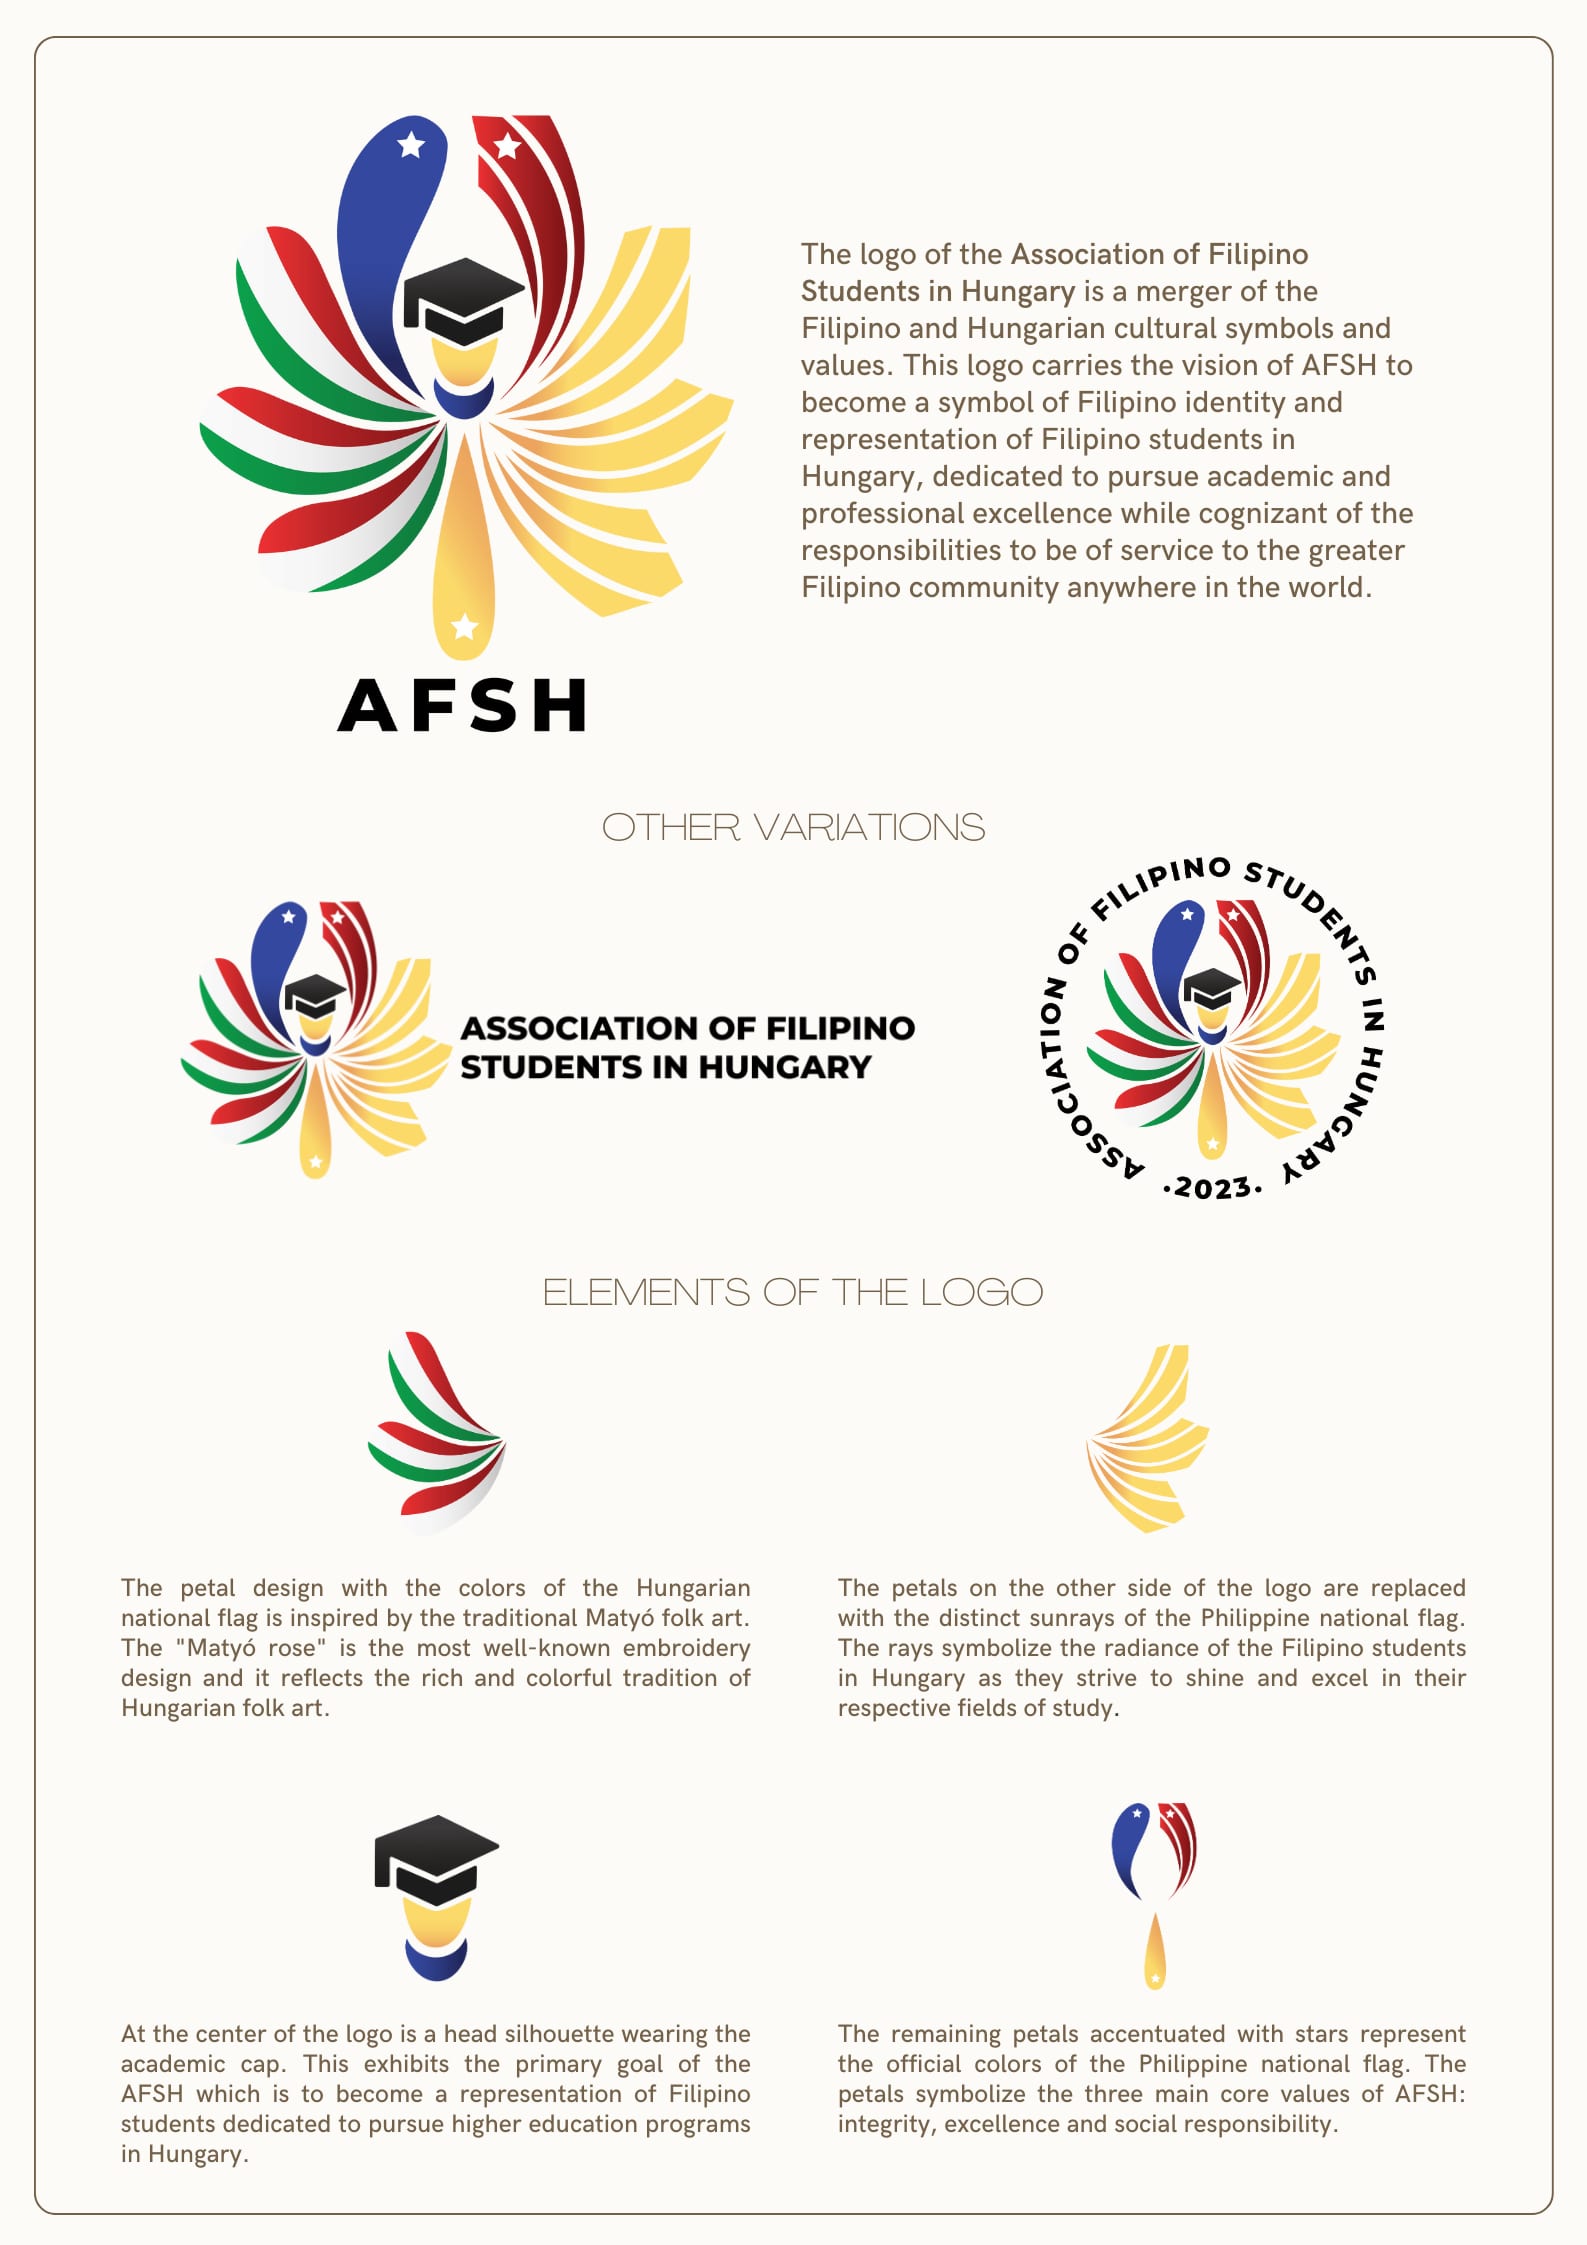 AFSH
The logo of the Association of Filipino
Students in Hungary is a merger of the
Filipino and Hungarian cultural symbols and
values. This logo carries the vision of AFSH to
become a symbol of Filipino identity and
representation of Filipino students in
Hungary, dedicated to pursue academic and
professional excellence while cognizant of the
responsibilities to be of service to the greater
Filipino community anywhere in the world.
OTHER VARIATIONS
ASSOCIATION OF FILIPINO
STUDENTS IN HUNGARY
ASSOCIATION OF FILIPINO STUDENTS IN HUNGARY
·2023·
ELEMENTS OF THE LOGO
The petal design with the colors of the Hungarian
national flag is inspired by the traditional Matyó folk art.
The "Matyó rose" is the most well-known embroidery
design and it reflects the rich and colorful tradition of
Hungarian folk art.
The petals on the other side of the logo are replaced
with the distinct sunrays of the Philippine national flag.
The rays symbolize the radiance of the Filipino students
in Hungary as they strive to shine and excel in their
respective fields of study.
At the center of the logo is a head silhouette wearing the
academic cap. This exhibits the primary goal of the
AFSH which is to become a representation of Filipino
students dedicated to pursue higher education programs
in Hungary.
The remaining petals accentuated with stars represent
the official colors of the Philippine national flag. The
petals symbolize the three main core values of AFSH:
integrity, excellence and social responsibility.